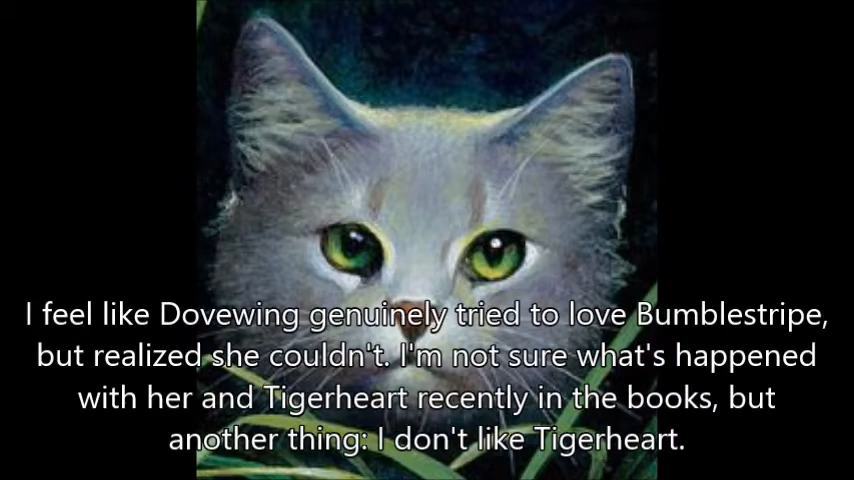 I feel like Dovewing genuinely tried to love Bumblestripe,
but realized she couldn't. I'm not sure what's happened
with her and Tigerheart recently in the books, but
another thing: I don't like Tigerheart.